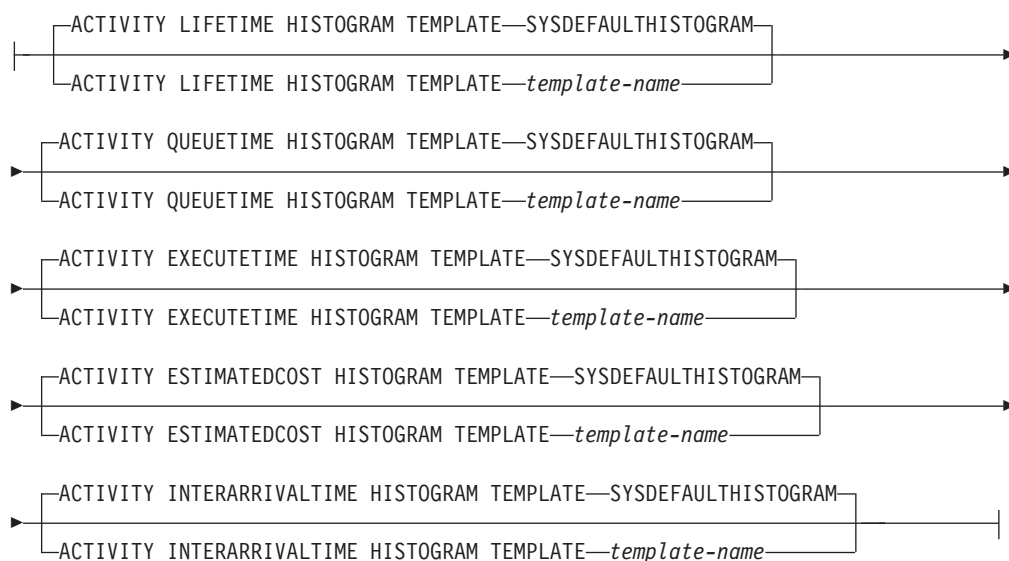 ACTIVITY LIFETIME HISTOGRAM TEMPLATE SYSDEFAULTHISTOGRAM
ACTIVITY LIFETIME HISTOGRAM TEMPLATE template-name
ACTIVITY QUEUETIME HISTOGRAM TEMPLATE SYSDEFAULTHISTOGRAM
ACTIVITY QUEUETIME HISTOGRAM TEMPLATE template-name
ACTIVITY EXECUTETIME HISTOGRAM TEMPLATE SYSDEFAULTHISTOGRAM
ACTIVITY EXECUTETIME HISTOGRAM TEMPLATE template-name
ACTIVITY ESTIMATEDCOST HISTOGRAM TEMPLATE SYSDEFAULTHISTOGRAM
ACTIVITY ESTIMATEDCOST HISTOGRAM TEMPLATE template-name
ACTIVITY INTERARRIVALTIME HISTOGRAM TEMPLATE SYSDEFAULTHISTOGRAM
ACTIVITY INTERARRIVALTIME HISTOGRAM TEMPLATE template-name